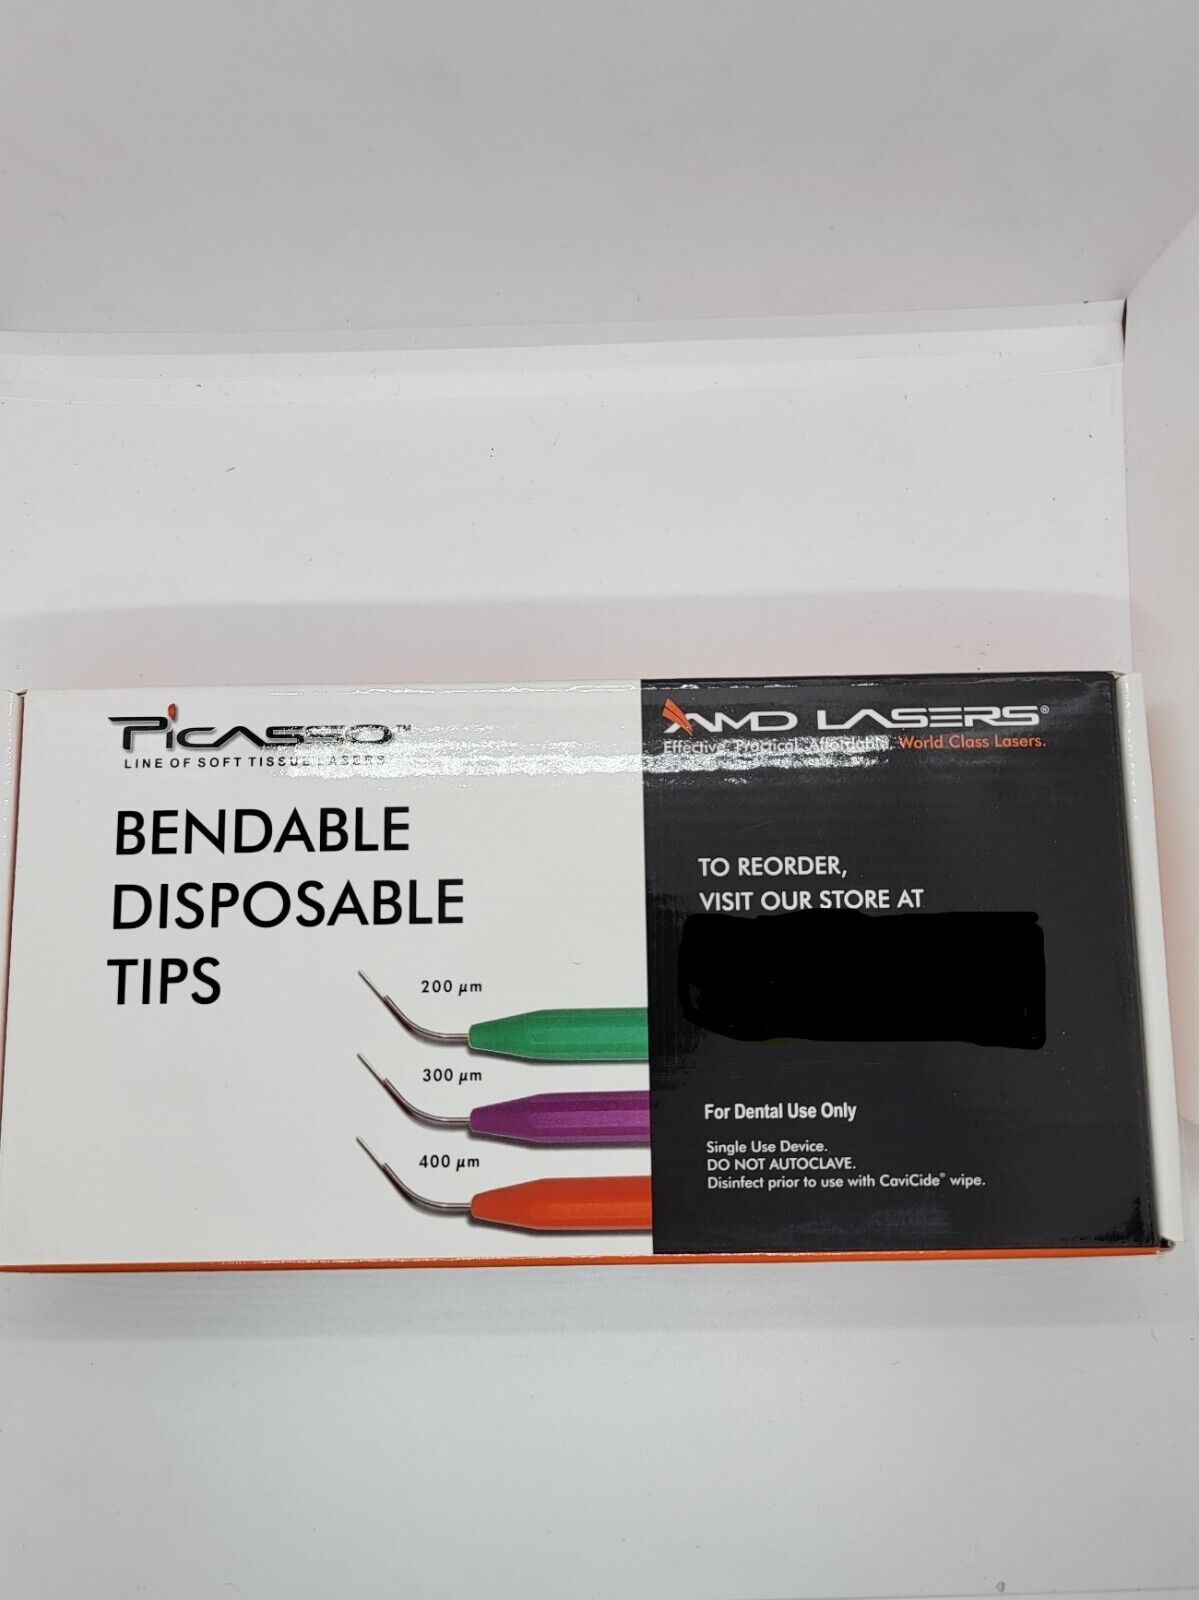 PICASSO™
LINE OF SOFT TISSUE LASERS
BENDABLE
DISPOSABLE
TIPS
200 µm
300 µm
400 µm
AMD LASERS®
Effective. Practical. Affordable. World Class Lasers.
TO REORDER,
VISIT OUR STORE AT
For Dental Use Only
Single Use Device.
DO NOT AUTOCLAVE.
Disinfect prior to use with CaviCide® wipe.